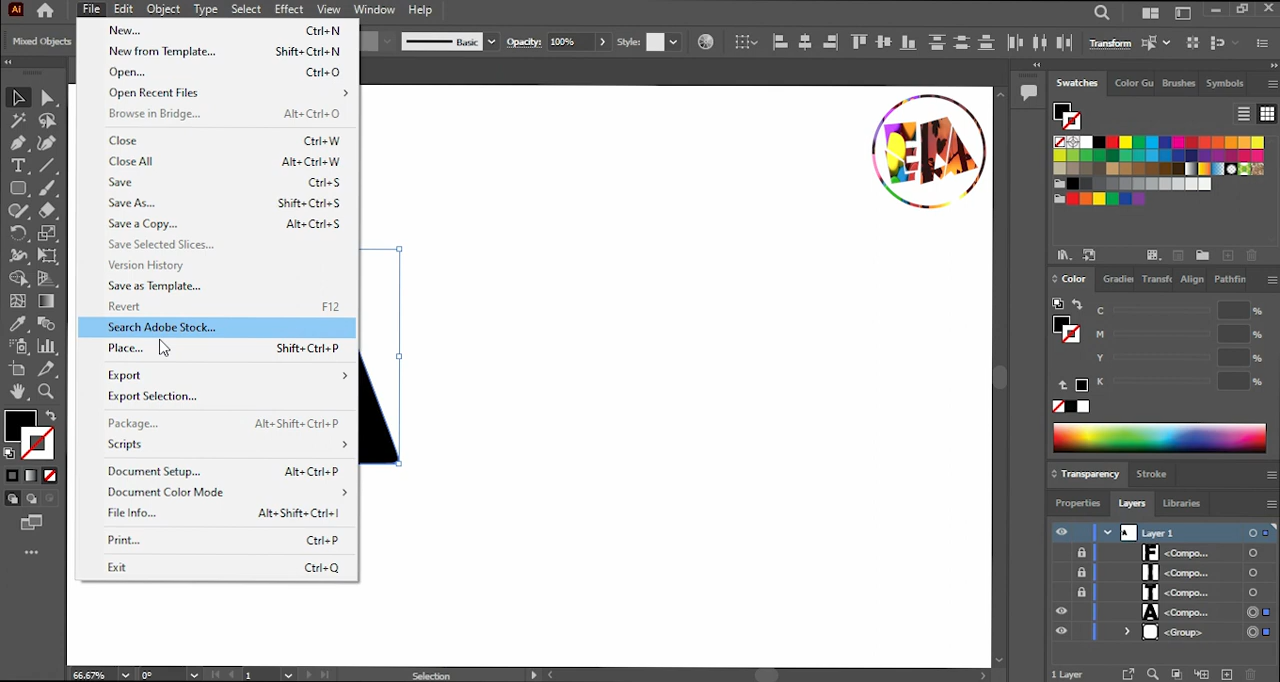 Ai File Edit Object Type Select Effect View Window Help
Mixed Objects Basic Opacity: 100% Style: Transform
New... Ctrl+N
New from Template... Shift+Ctrl+N
Open... Ctrl+O
Open Recent Files
Browse in Bridge... Alt+Ctrl+O
Close Ctrl+W
Close All Alt+Ctrl+W
Save Ctrl+S
Save As... Shift+Ctrl+S
Save a Copy... Alt+Ctrl+S
Save Selected Slices...
Version History
Save as Template...
Revert F12
Search Adobe Stock...
Place... Shift+Ctrl+P
Export
Export Selection...
Package... Alt+Shift+Ctrl+P
Scripts
Document Setup... Alt+Ctrl+P
Document Color Mode
File Info... Alt+Shift+Ctrl+I
Print... Ctrl+P
Exit Ctrl+Q
Swatches Color Gu Brushes Symbols
Color Gradien Transfo Align Pathfin
C %
M %
Y %
K %
Transparency Stroke
Properties Layers Libraries
Layer 1
F <Compo...
I <Compo...
T <Compo...
A <Compo...
<Group>
1 Layer
66.67% 0° 1 Selection